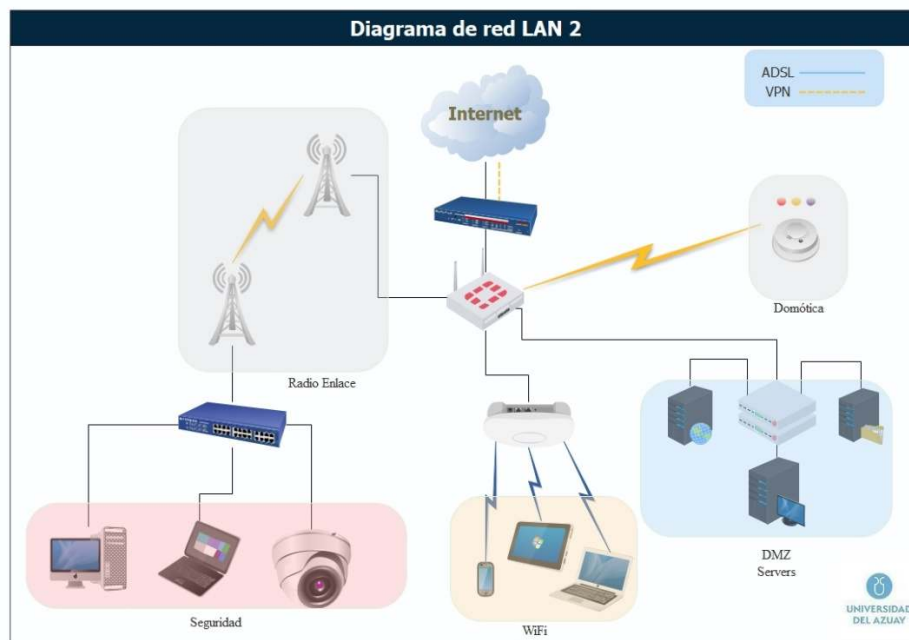 Diagrama de red LAN 2
ADSL
VPN
Internet
Domótica
Radio Enlace
DMZ
Servers
Seguridad
WiFi
UNIVERSIDAD
DEL AZUAY